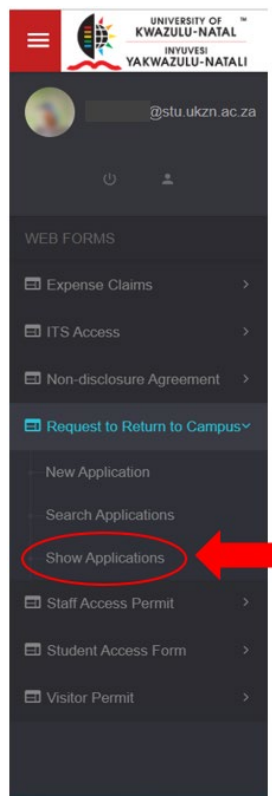 UNIVERSITY OF ™
KWAZULU-NATAL
INYUVESI
YAKWAZULU-NATALI
@stu.ukzn.ac.za
WEB FORMS
Expense Claims
ITS Access
Non-disclosure Agreement
Request to Return to Campus
New Application
Search Applications
Show Applications
Staff Access Permit
Student Access Form
Visitor Permit